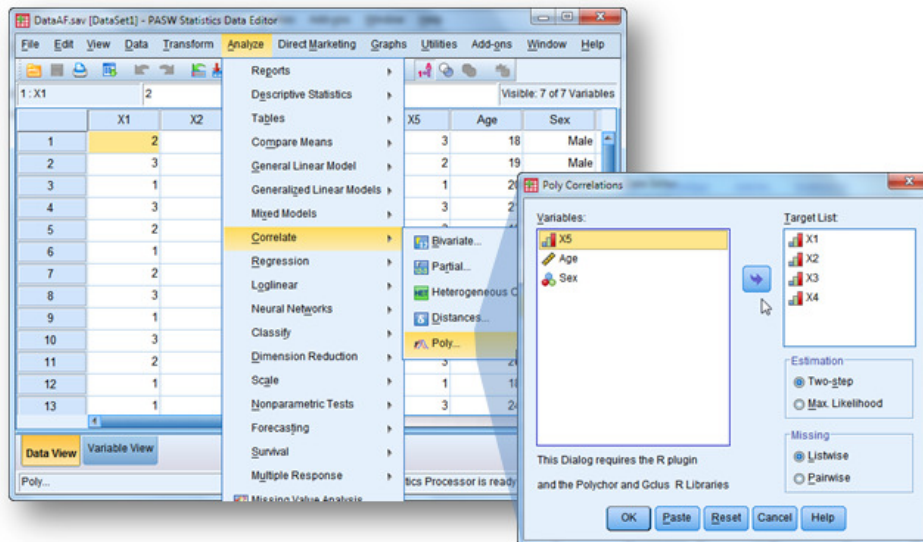 DataAF.sav [DataSet1] - PASW Statistics Data Editor
File Edit View Data Transform Analyze Direct Marketing Graphs Utilities Add-ons Window Help
1 : X1 2 Visible: 7 of 7 Variables
X1 X2 X5 Age Sex
1 2 3 18 Male
2 3 2 19 Male
3 1 1
4 3 3
5 2
6 1
7 2
8 3
9 1
10 3
11 2 3
12 1 1
13 1 3
Reports
Descriptive Statistics
Tables
Compare Means
General Linear Model
Generalized Linear Models
Mixed Models
Correlate
Regression
Loglinear
Neural Networks
Classify
Dimension Reduction
Scale
Nonparametric Tests
Forecasting
Survival
Multiple Response
Missing Value Analysis
Bivariate...
Partial...
HET Heterogeneous
Distances...
Poly...
Data View Variable View
Poly... Processor is ready
Poly Correlations
Variables:
X5
Age
Sex
Target List:
X1
X2
X3
X4
Estimation
Two-step
Max. Likelihood
Missing
Listwise
Pairwise
This Dialog requires the R plugin
and the Polychor and Gclus R Libraries
OK Paste Reset Cancel Help